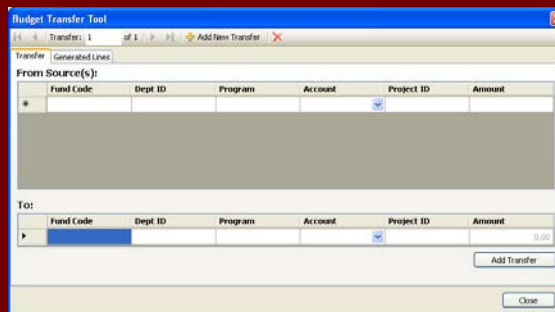 Budget Transfer Tool
Transfer: 1 of 1 Add New Transfer
Transfer Generated Lines
From Source(s):
Fund Code Dept ID Program Account Project ID Amount
To:
Fund Code Dept ID Program Account Project ID Amount
0.00
Add Transfer
Close